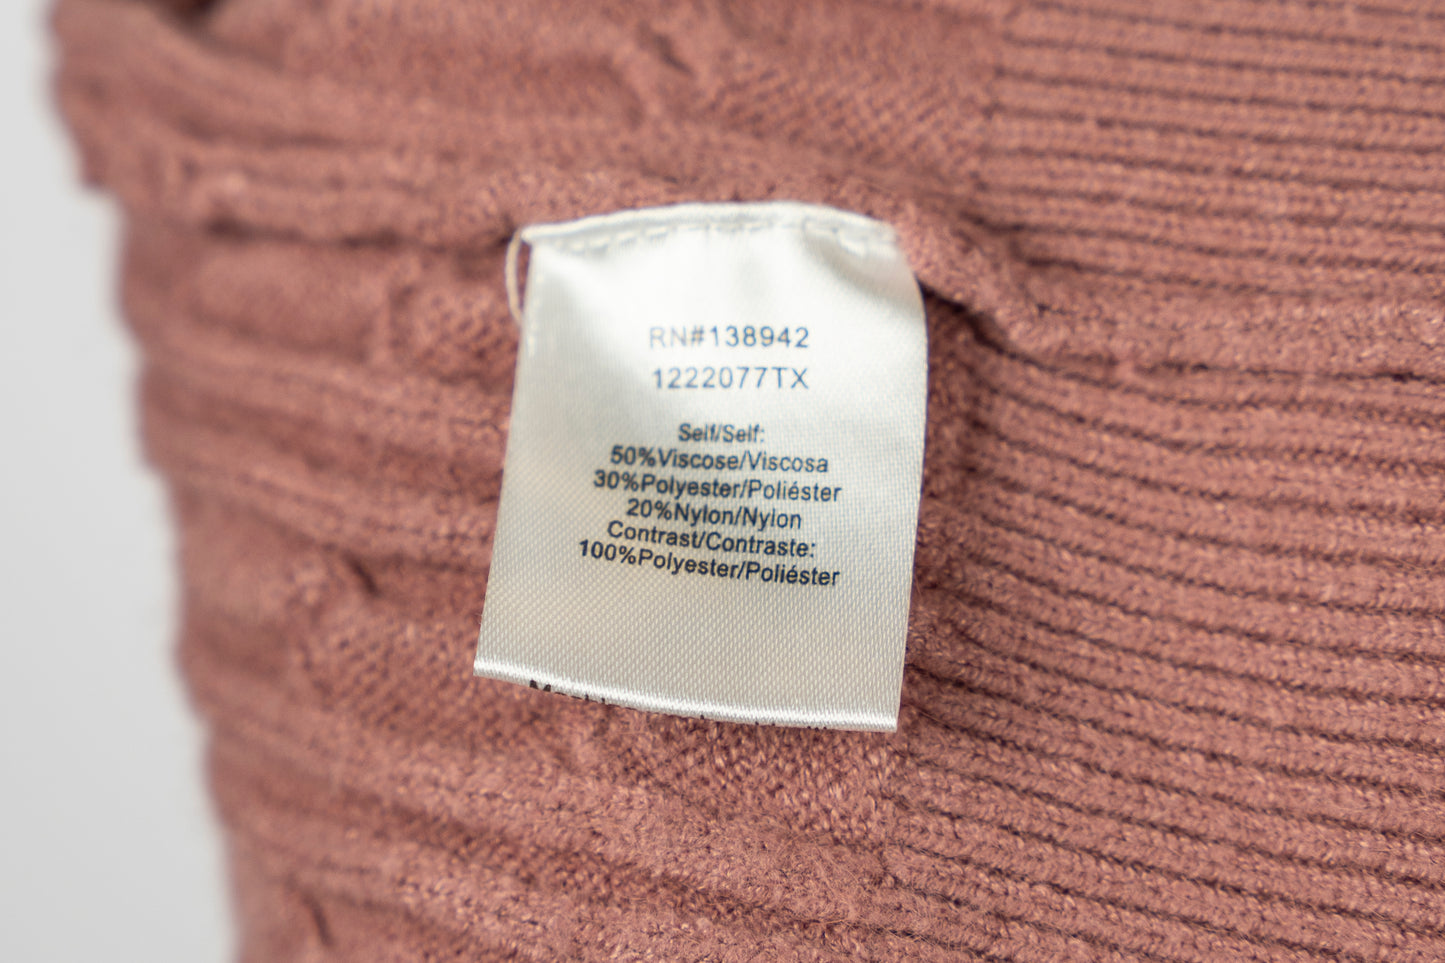 RN#138942
1222077TX
Self/Self:
50%Viscose/Viscosa
30%Polyester/Poliéster
20%Nylon/Nylon
Contrast/Contraste:
100%Polyester/Poliéster